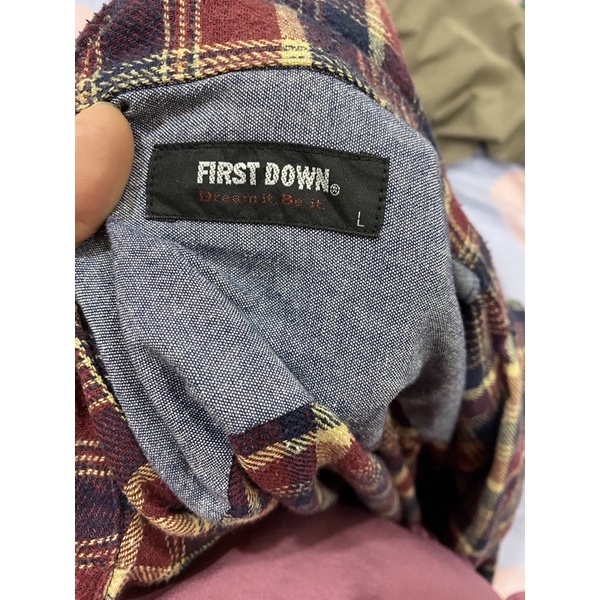 FIRST DOWN®
Dream it. Be it.
L